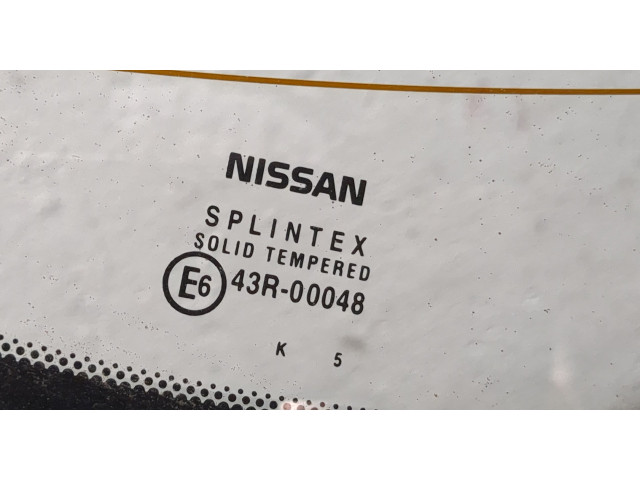 NISSAN
SPLINTEX
SOLID TEMPERED
E6 43R-00048
K 5